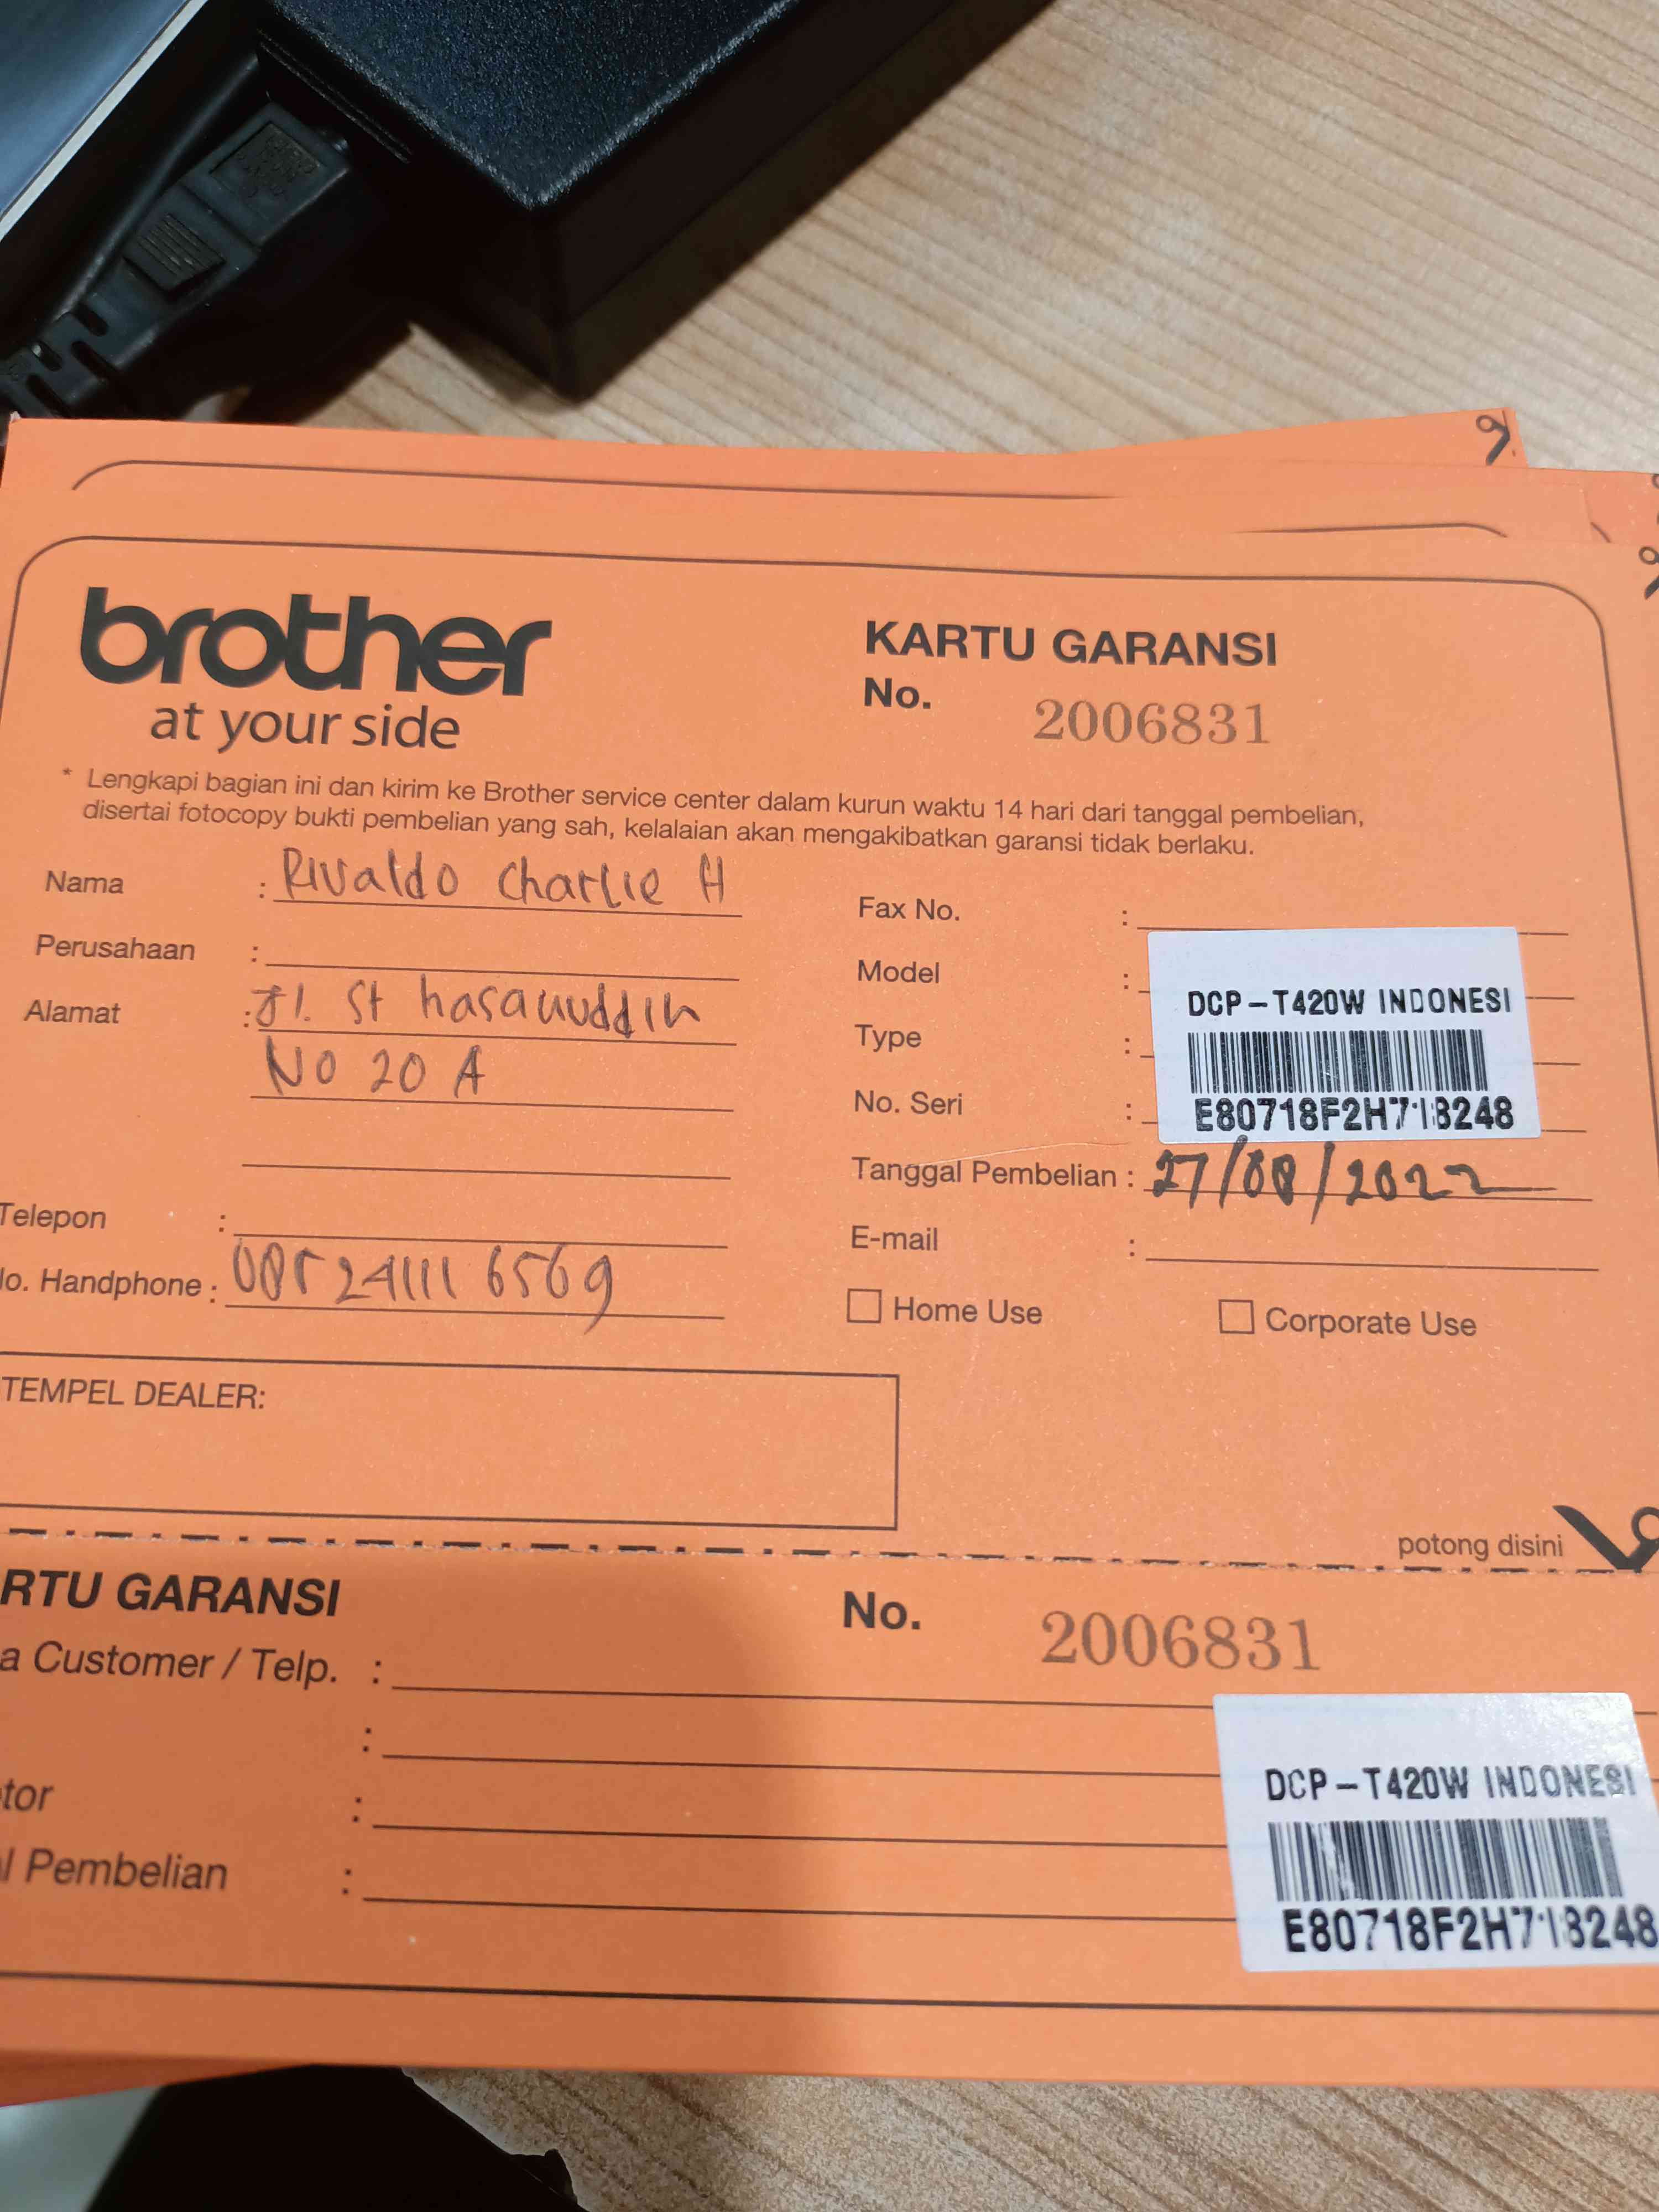 brother
at your side
KARTU GARANSI
No. 2006831
* Lengkapi bagian ini dan kirim ke Brother service center dalam kurun waktu 14 hari dari tanggal pembelian,
disertai fotocopy bukti pembelian yang sah, kelalaian akan mengakibatkan garansi tidak berlaku.
Nama : Rivaldo Charlie H
Perusahaan :
Alamat : Jl. St hasanuddin
NO 20 A
Telepon :
No. Handphone : 085241116569
Fax No. :
Model :
Type :
No. Seri :
DCP-T420W INDONESI
E80718F2H718248
Tanggal Pembelian : 27/08/2022
E-mail :
Home Use
Corporate Use
TEMPEL DEALER:
potong disini
RTU GARANSI
No. 2006831
a Customer / Telp. :
:
tor :
l Pembelian :
DCP-T420W INDONESI
E80718F2H718248